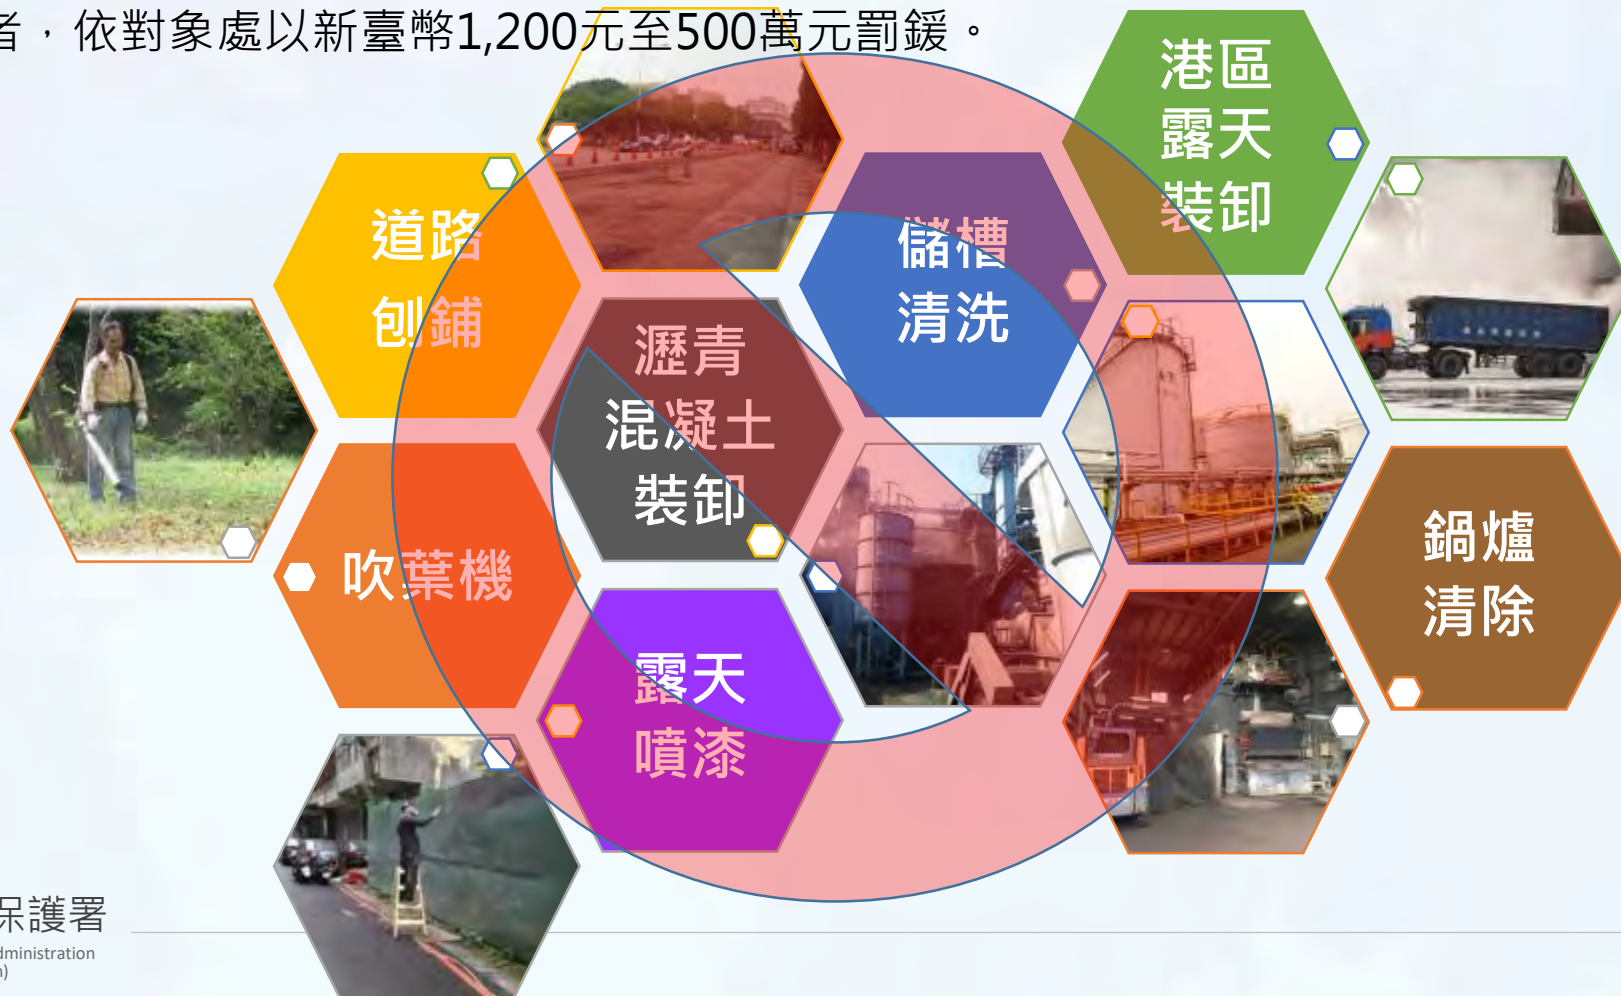 者，依對象處以新臺幣1,200元至500萬元罰鍰。
港區
露天
裝卸
道路
刨鋪
儲槽
清洗
瀝青
混凝土
裝卸
鍋爐
清除
吹葉機
露天
噴漆
保護署
dministration
n)